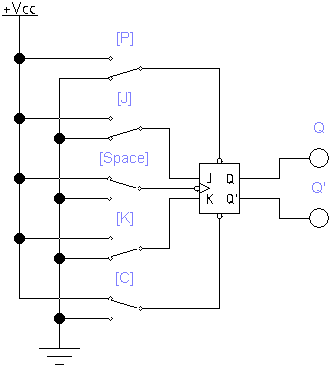 +Vcc
[P]
[J]
Q
[Space]
J Q
Q'
K Q'
[K]
[C]